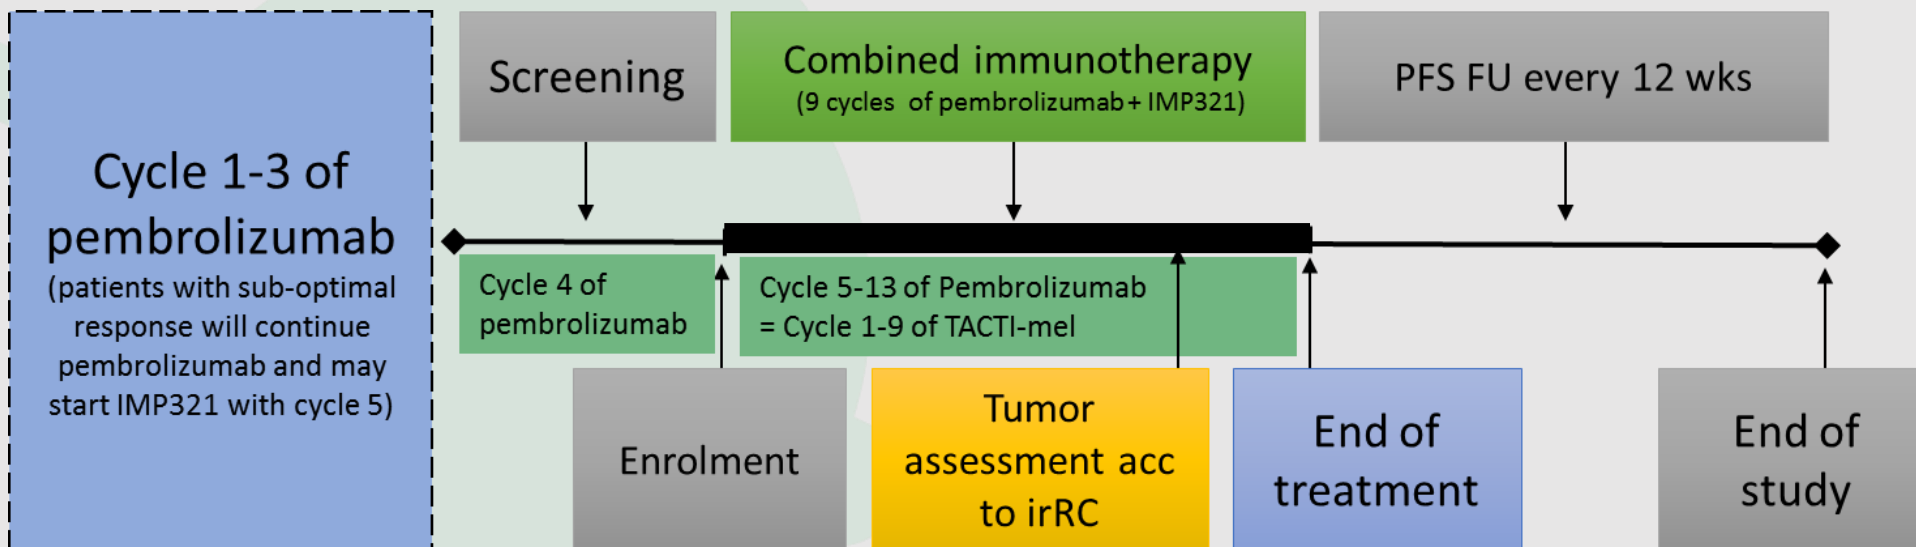 Cycle 1-3 of
pembrolizumab
(patients with sub-optimal
response will continue
pembrolizumab and may
start IMP321 with cycle 5)
Screening
Combined immunotherapy
(9 cycles of pembrolizumab+ IMP321)
PFS FU every 12 wks
Cycle 4 of
pembrolizumab
Cycle 5-13 of Pembrolizumab
= Cycle 1-9 of TACTI-mel
Enrolment
Tumor
assessment acc
to irRC
End of
treatment
End of
study